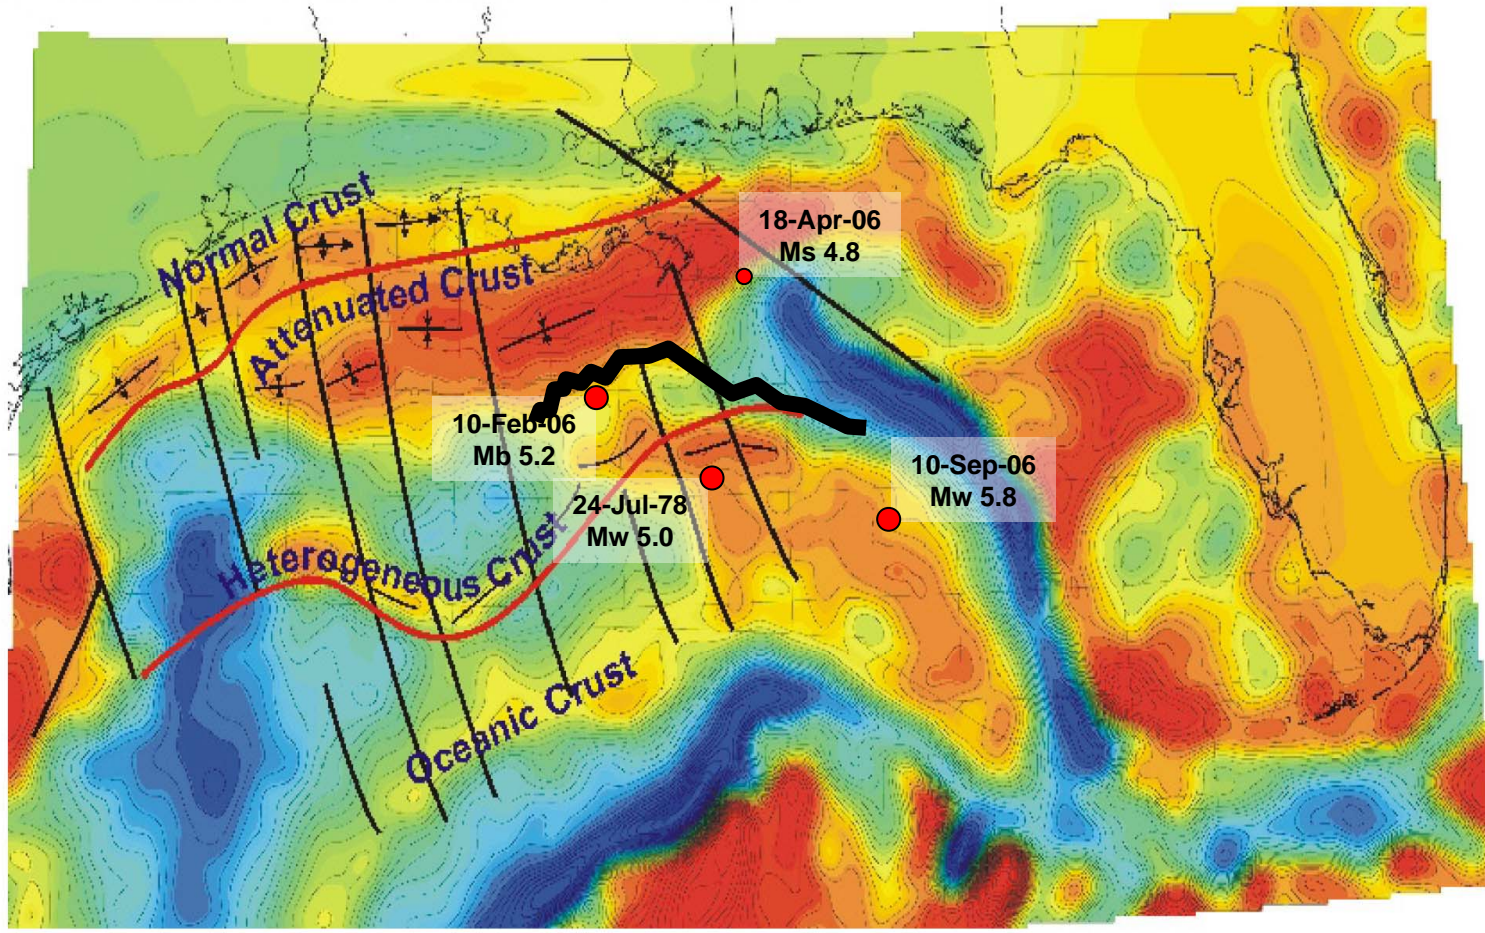 Normal Crust
18-Apr-06
Ms 4.8
Attenuated Crust
10-Feb-06
Mb 5.2
10-Sep-06
Mw 5.8
24-Jul-78
Mw 5.0
Heterogeneous Crust
Oceanic Crust